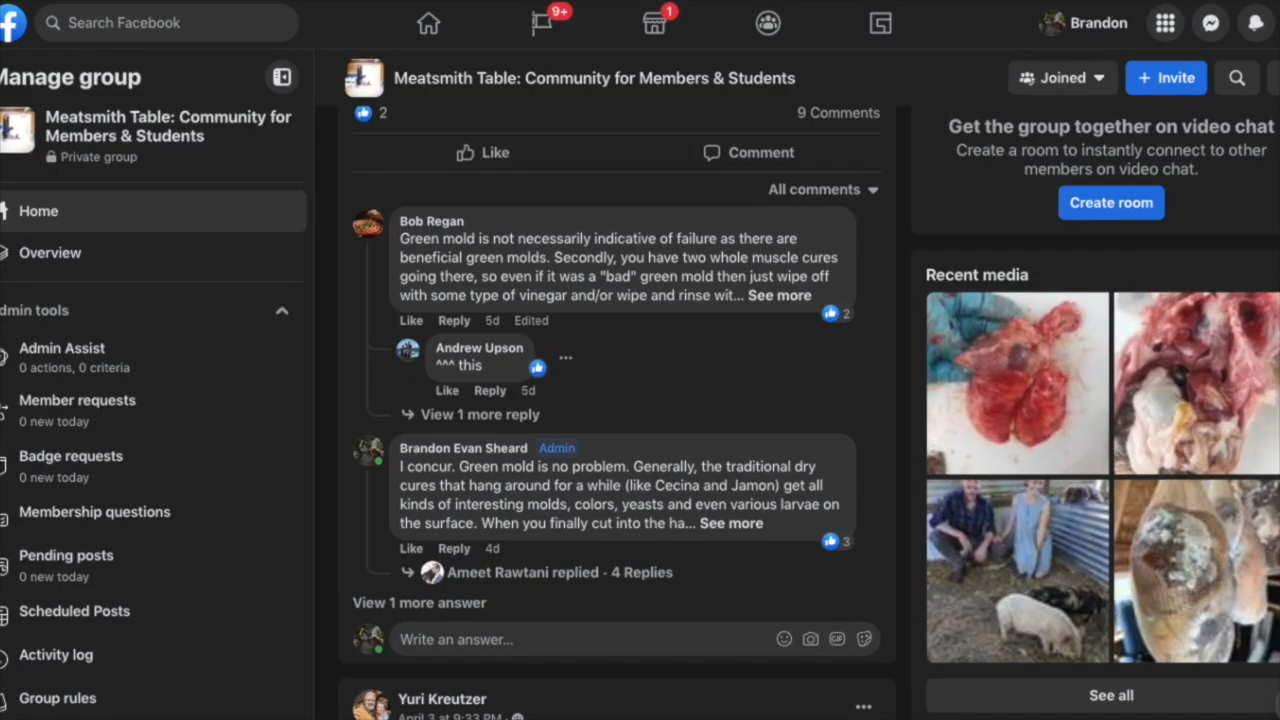 Search Facebook
9+
1
Brandon
Manage group
Meatsmith Table: Community for
Members & Students
Private group
Home
Overview
Admin tools
Admin Assist
0 actions, 0 criteria
Member requests
0 new today
Badge requests
0 new today
Membership questions
Pending posts
0 new today
Scheduled Posts
Activity log
Group rules
Meatsmith Table: Community for Members & Students
Joined
+ Invite
2
9 Comments
Like
Comment
All comments
Bob Regan
Green mold is not necessarily indicative of failure as there are
beneficial green molds. Secondly, you have two whole muscle cures
going there, so even if it was a "bad" green mold then just wipe off
with some type of vinegar and/or wipe and rinse wit... See more
2
Like Reply 5d Edited
Andrew Upson
^^^ this
Like Reply 5d
View 1 more reply
Brandon Evan Sheard Admin
I concur. Green mold is no problem. Generally, the traditional dry
cures that hang around for a while (like Cecina and Jamon) get all
kinds of interesting molds, colors, yeasts and even various larvae on
the surface. When you finally cut into the ha... See more
3
Like Reply 4d
Ameet Rawtani replied · 4 Replies
View 1 more answer
Write an answer...
GIF
Yuri Kreutzer
April 3 at 9:33 PM ·
Get the group together on video chat
Create a room to instantly connect to other
members on video chat.
Create room
Recent media
See all